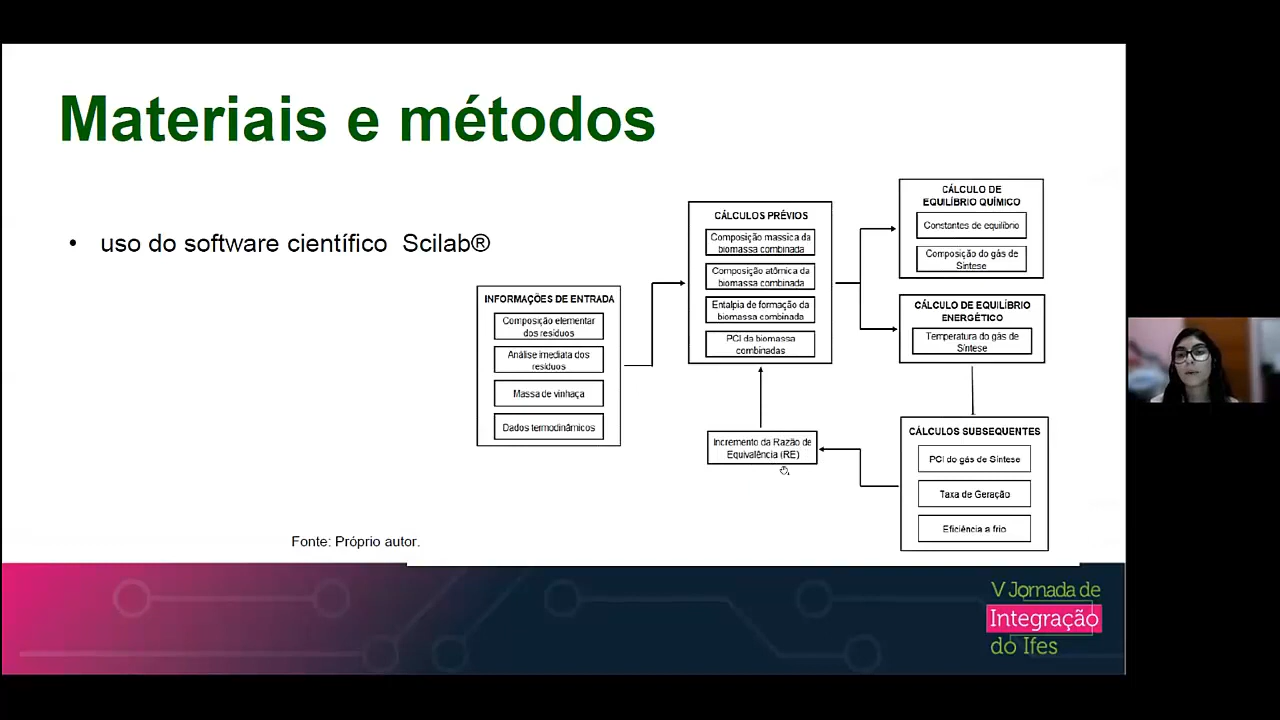 Materiais e métodos
• uso do software científico Scilab®
INFORMAÇÕES DE ENTRADA
Composição elementar
dos resíduos
Análise imediata dos
resíduos
Massa de vinhaça
Dados termodinâmicos
CÁLCULOS PRÉVIOS
Composição massica da
biomassa combinada
Composição atômica da
biomassa combinada
Entalpia de formação da
biomassa combinada
PCI da biomassa
combinadas
CÁLCULO DE
EQUILÍBRIO QUÍMICO
Constantes de equilíbrio
Composição do gás de
Síntese
CÁLCULO DE EQUILÍBRIO
ENERGÉTICO
Temperatura do gás de
Síntese
CÁLCULOS SUBSEQUENTES
PCI do gás de Síntese
Taxa de Geração
Eficiência a frio
Incremento da Razão de
Equivalência (RE)
Fonte: Próprio autor.
V Jornada de
Integração
do Ifes